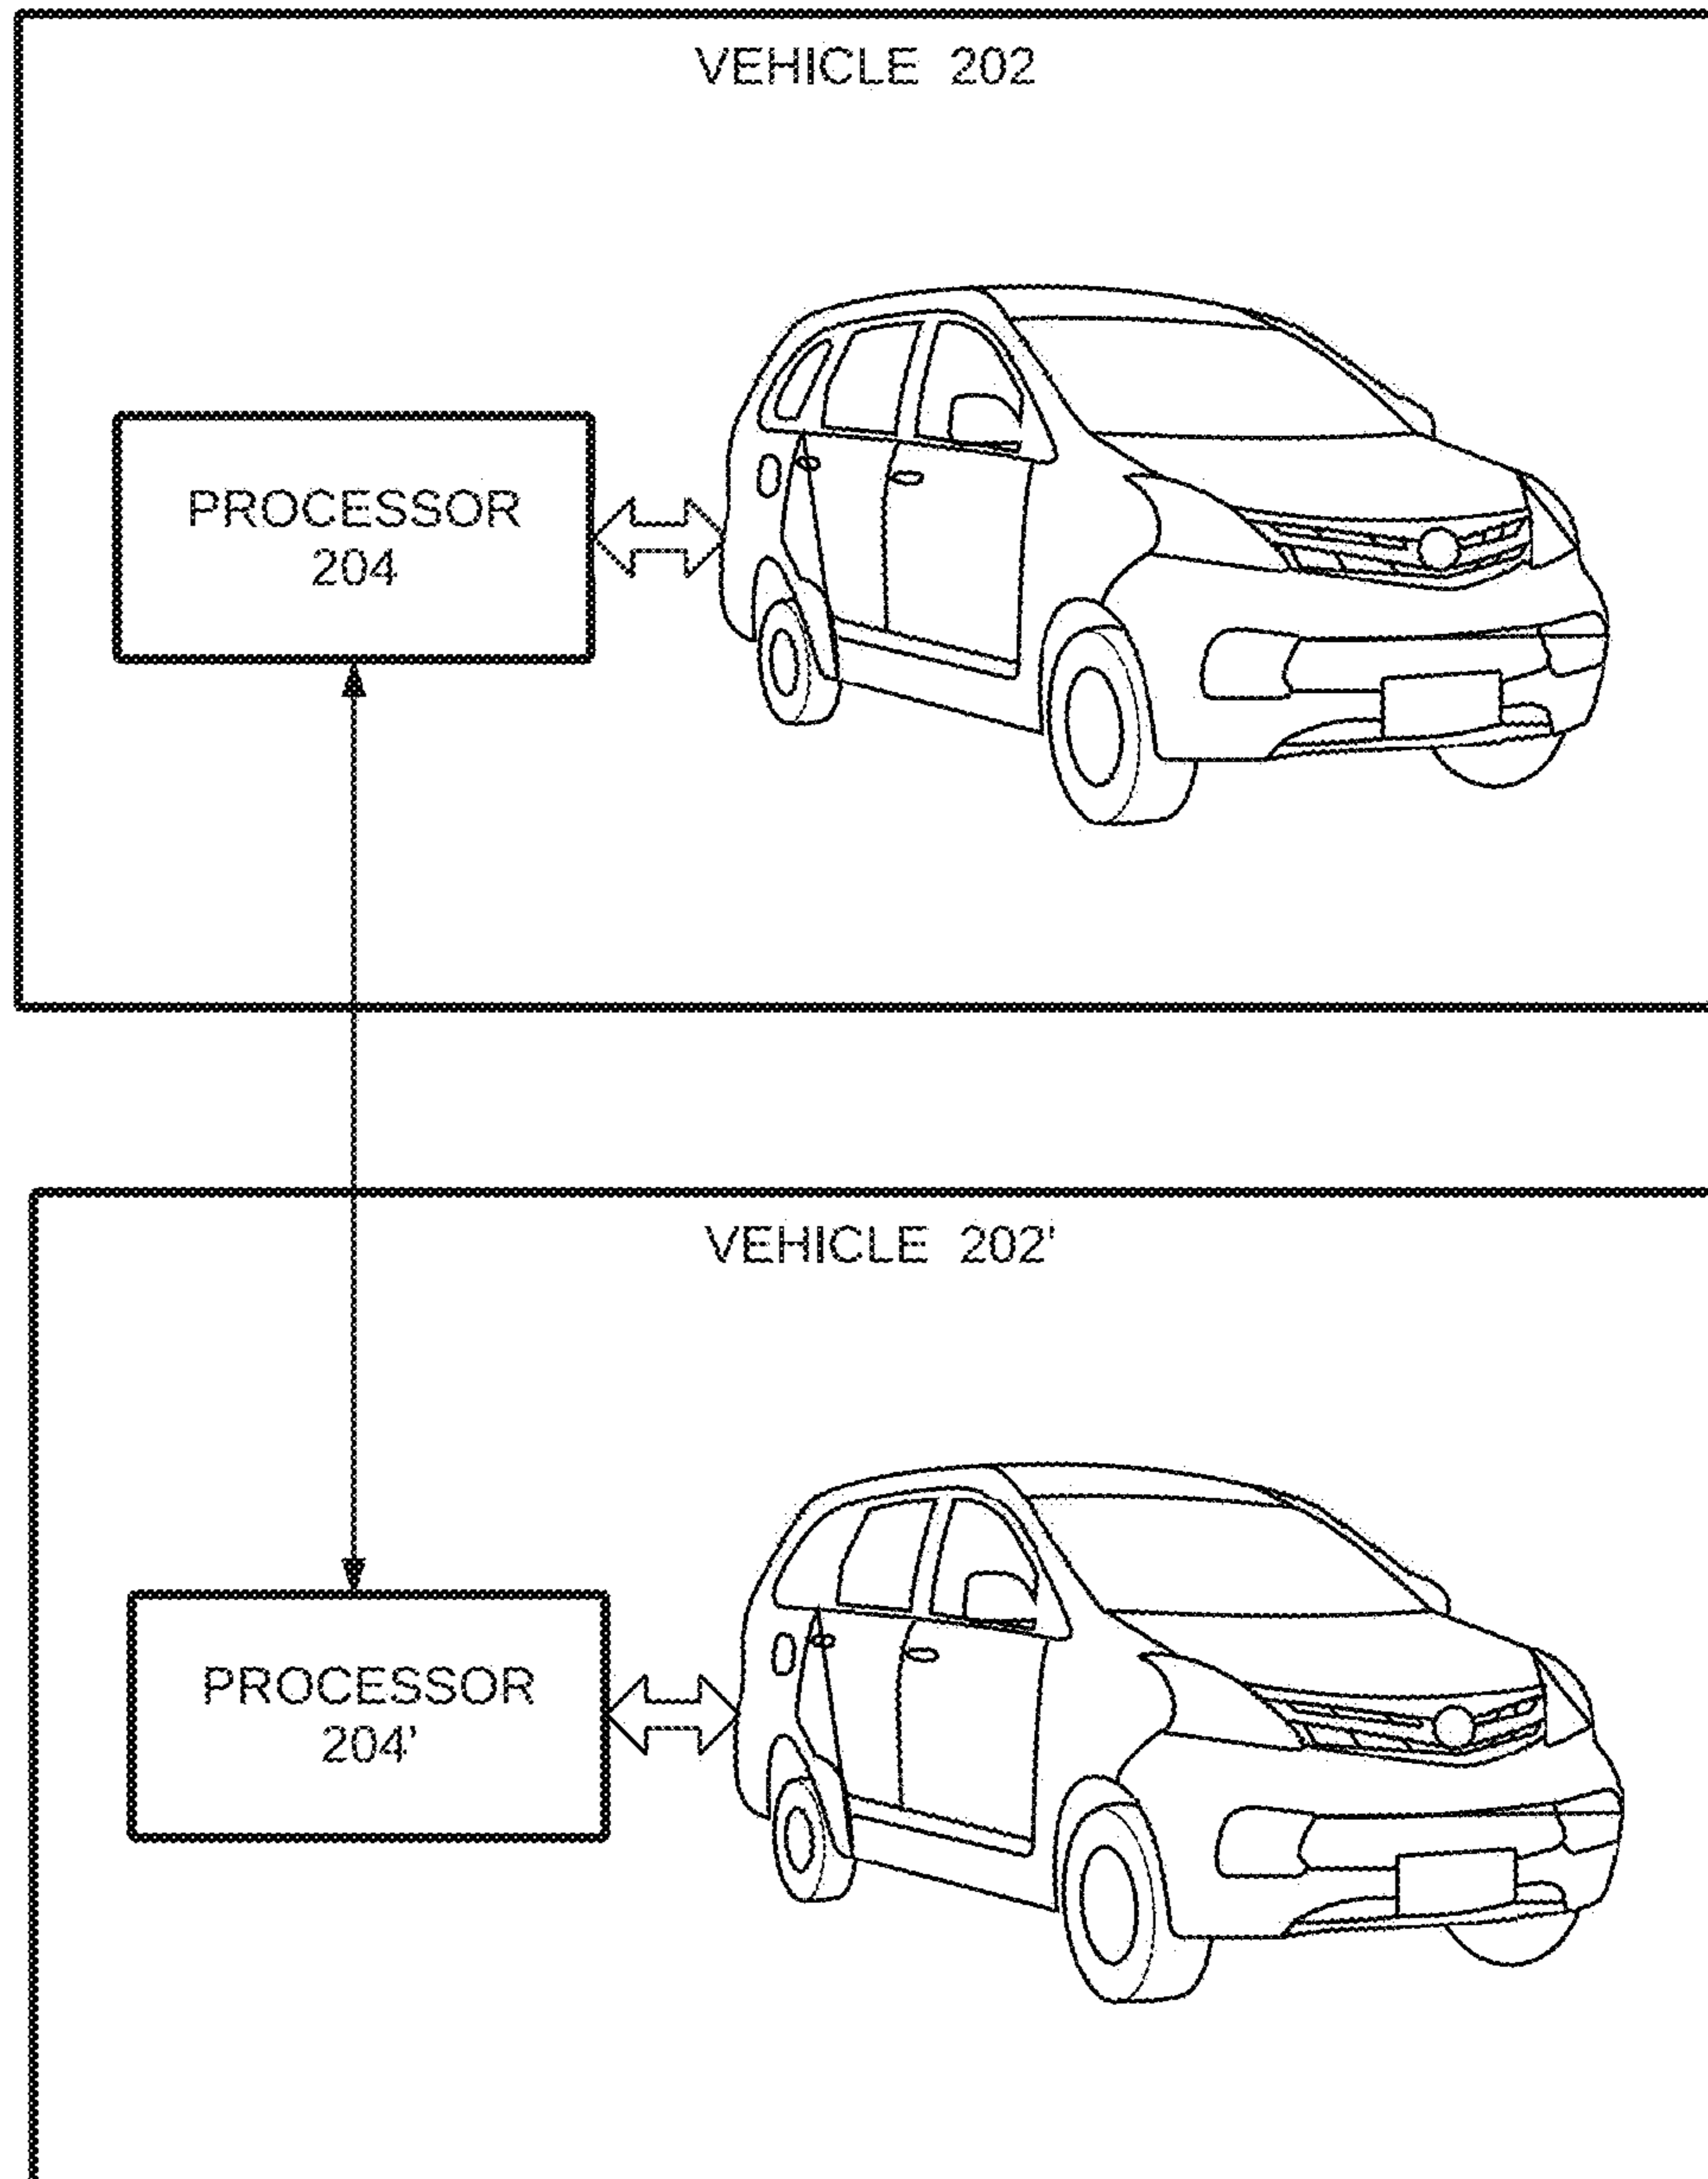 VEHICLE 202
PROCESSOR
204
VEHICLE 202'
PROCESSOR
204'